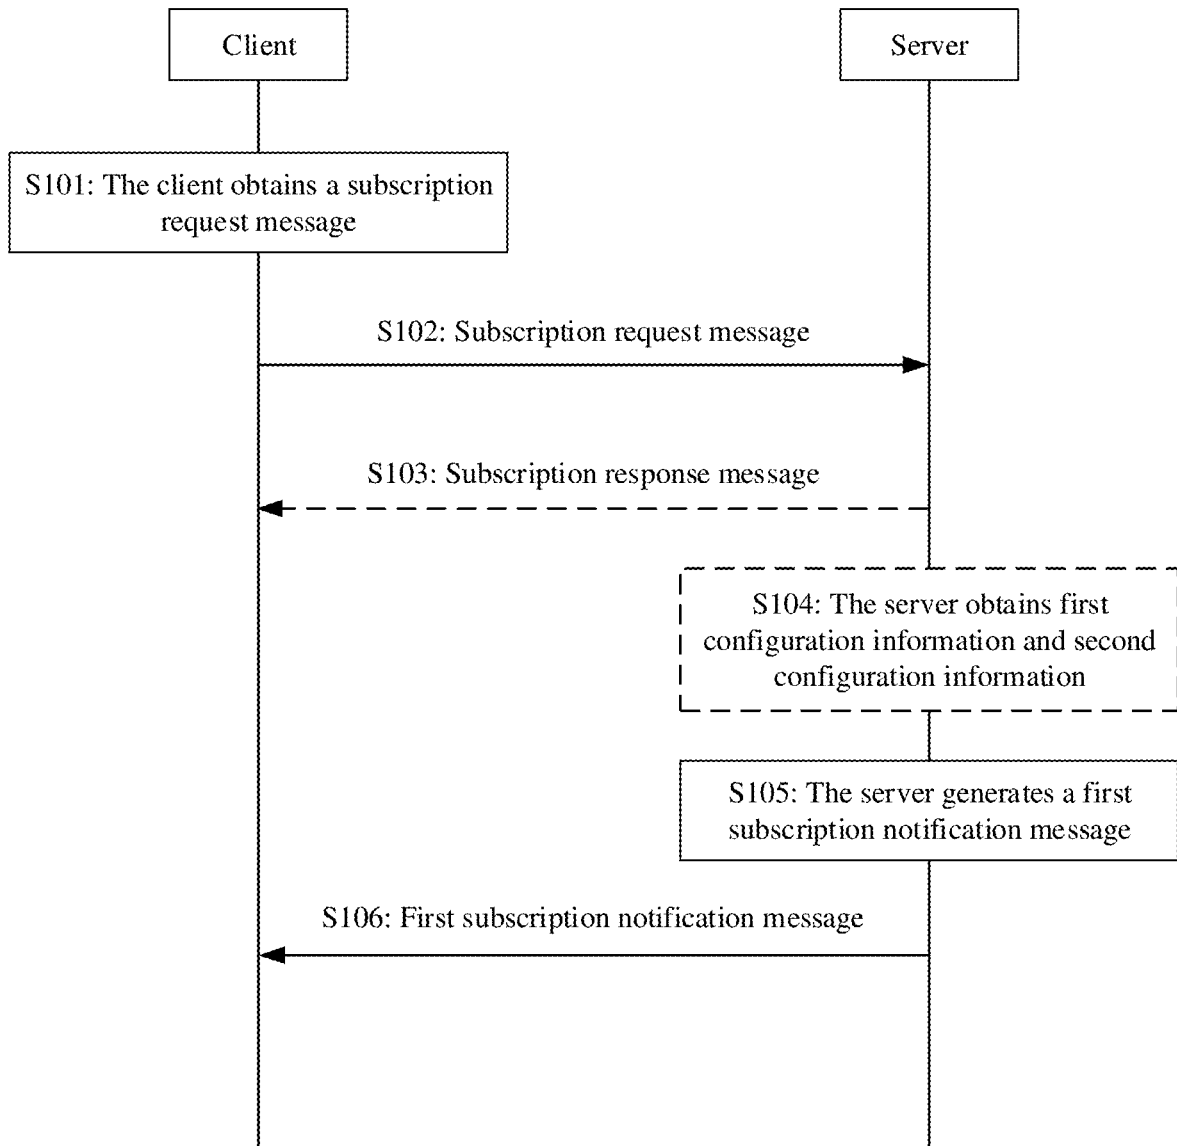 Client
Server
S101: The client obtains a subscription
request message
S102: Subscription request message
S103: Subscription response message
S104: The server obtains first
configuration information and second
configuration information
S105: The server generates a first
subscription notification message
S106: First subscription notification message